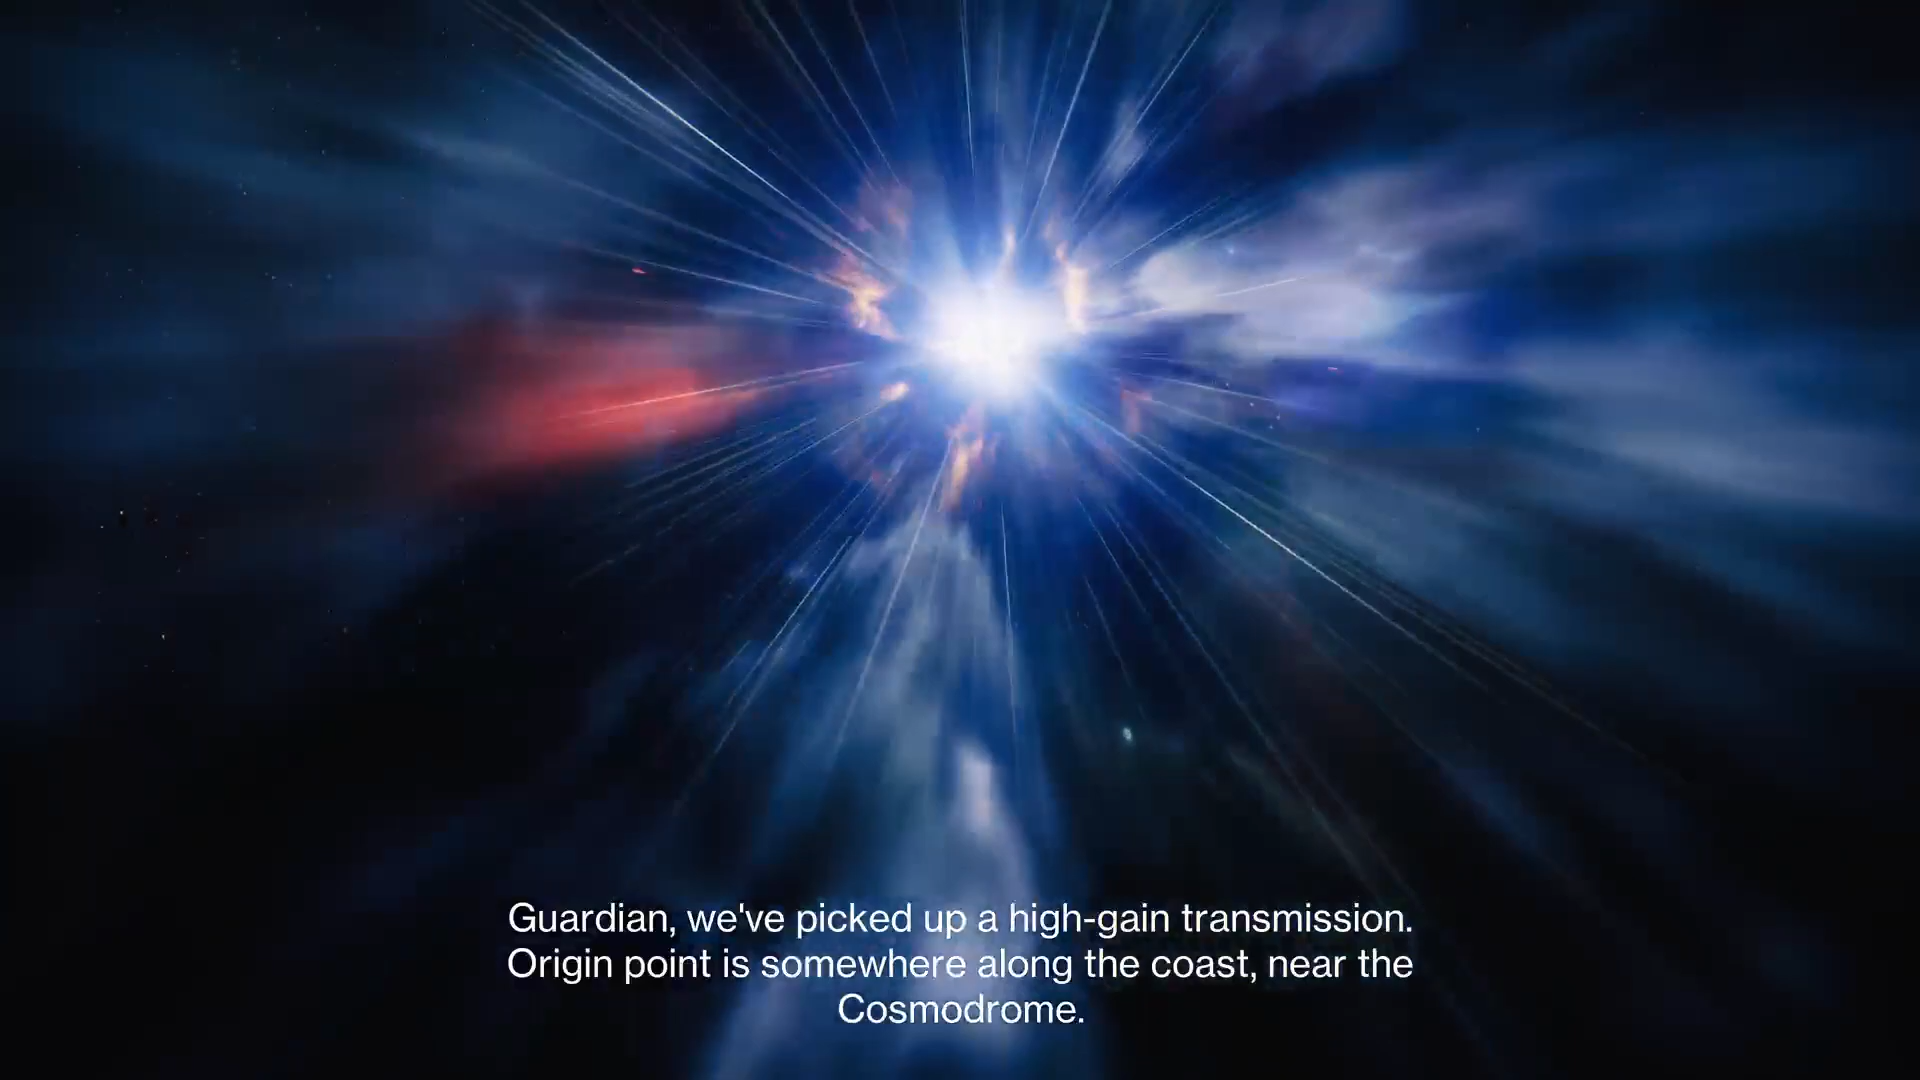 Guardian, we've picked up a high-gain transmission.
Origin point is somewhere along the coast, near the
Cosmodrome.